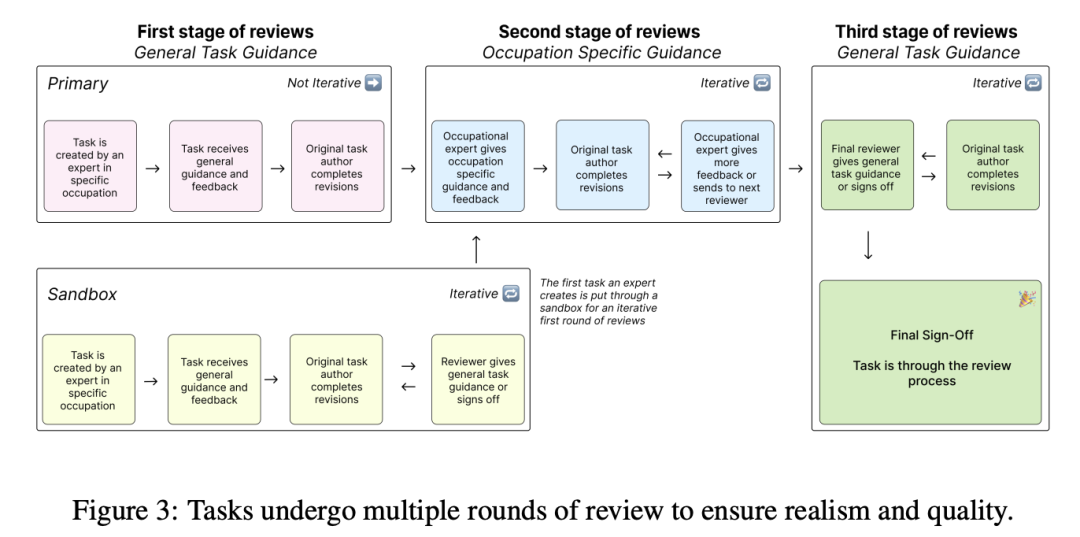 First stage of reviews
General Task Guidance
Second stage of reviews
Occupation Specific Guidance
Third stage of reviews
General Task Guidance
Primary
Not Iterative ➡️
Task is
created by an
expert in
specific
occupation
→
Task receives
general
guidance and
feedback
→
Original task
author
completes
revisions
→
Iterative 🔁
Occupational
expert gives
occupation
specific
guidance and
feedback
→
Original task
author
completes
revisions
←
→
Occupational
expert gives
more
feedback or
sends to next
reviewer
→
Iterative 🔁
Final reviewer
gives general
task guidance
or signs off
←
→
Original task
author
completes
revisions
↓
🎉
Final Sign-Off
Task is through the review
process
↑
Sandbox
Iterative 🔁
The first task an expert
creates is put through a
sandbox for an iterative
first round of reviews
Task is
created by an
expert in
specific
occupation
→
Task receives
general
guidance and
feedback
→
Original task
author
completes
revisions
→
←
Reviewer gives
general task
guidance or
signs off
Figure 3: Tasks undergo multiple rounds of review to ensure realism and quality.